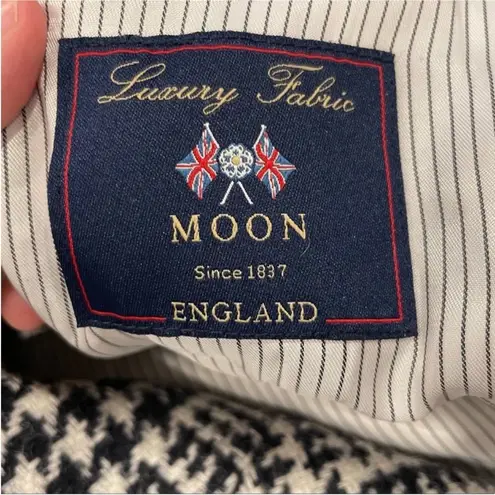 Luxury Fabric
MOON
Since 1837
ENGLAND